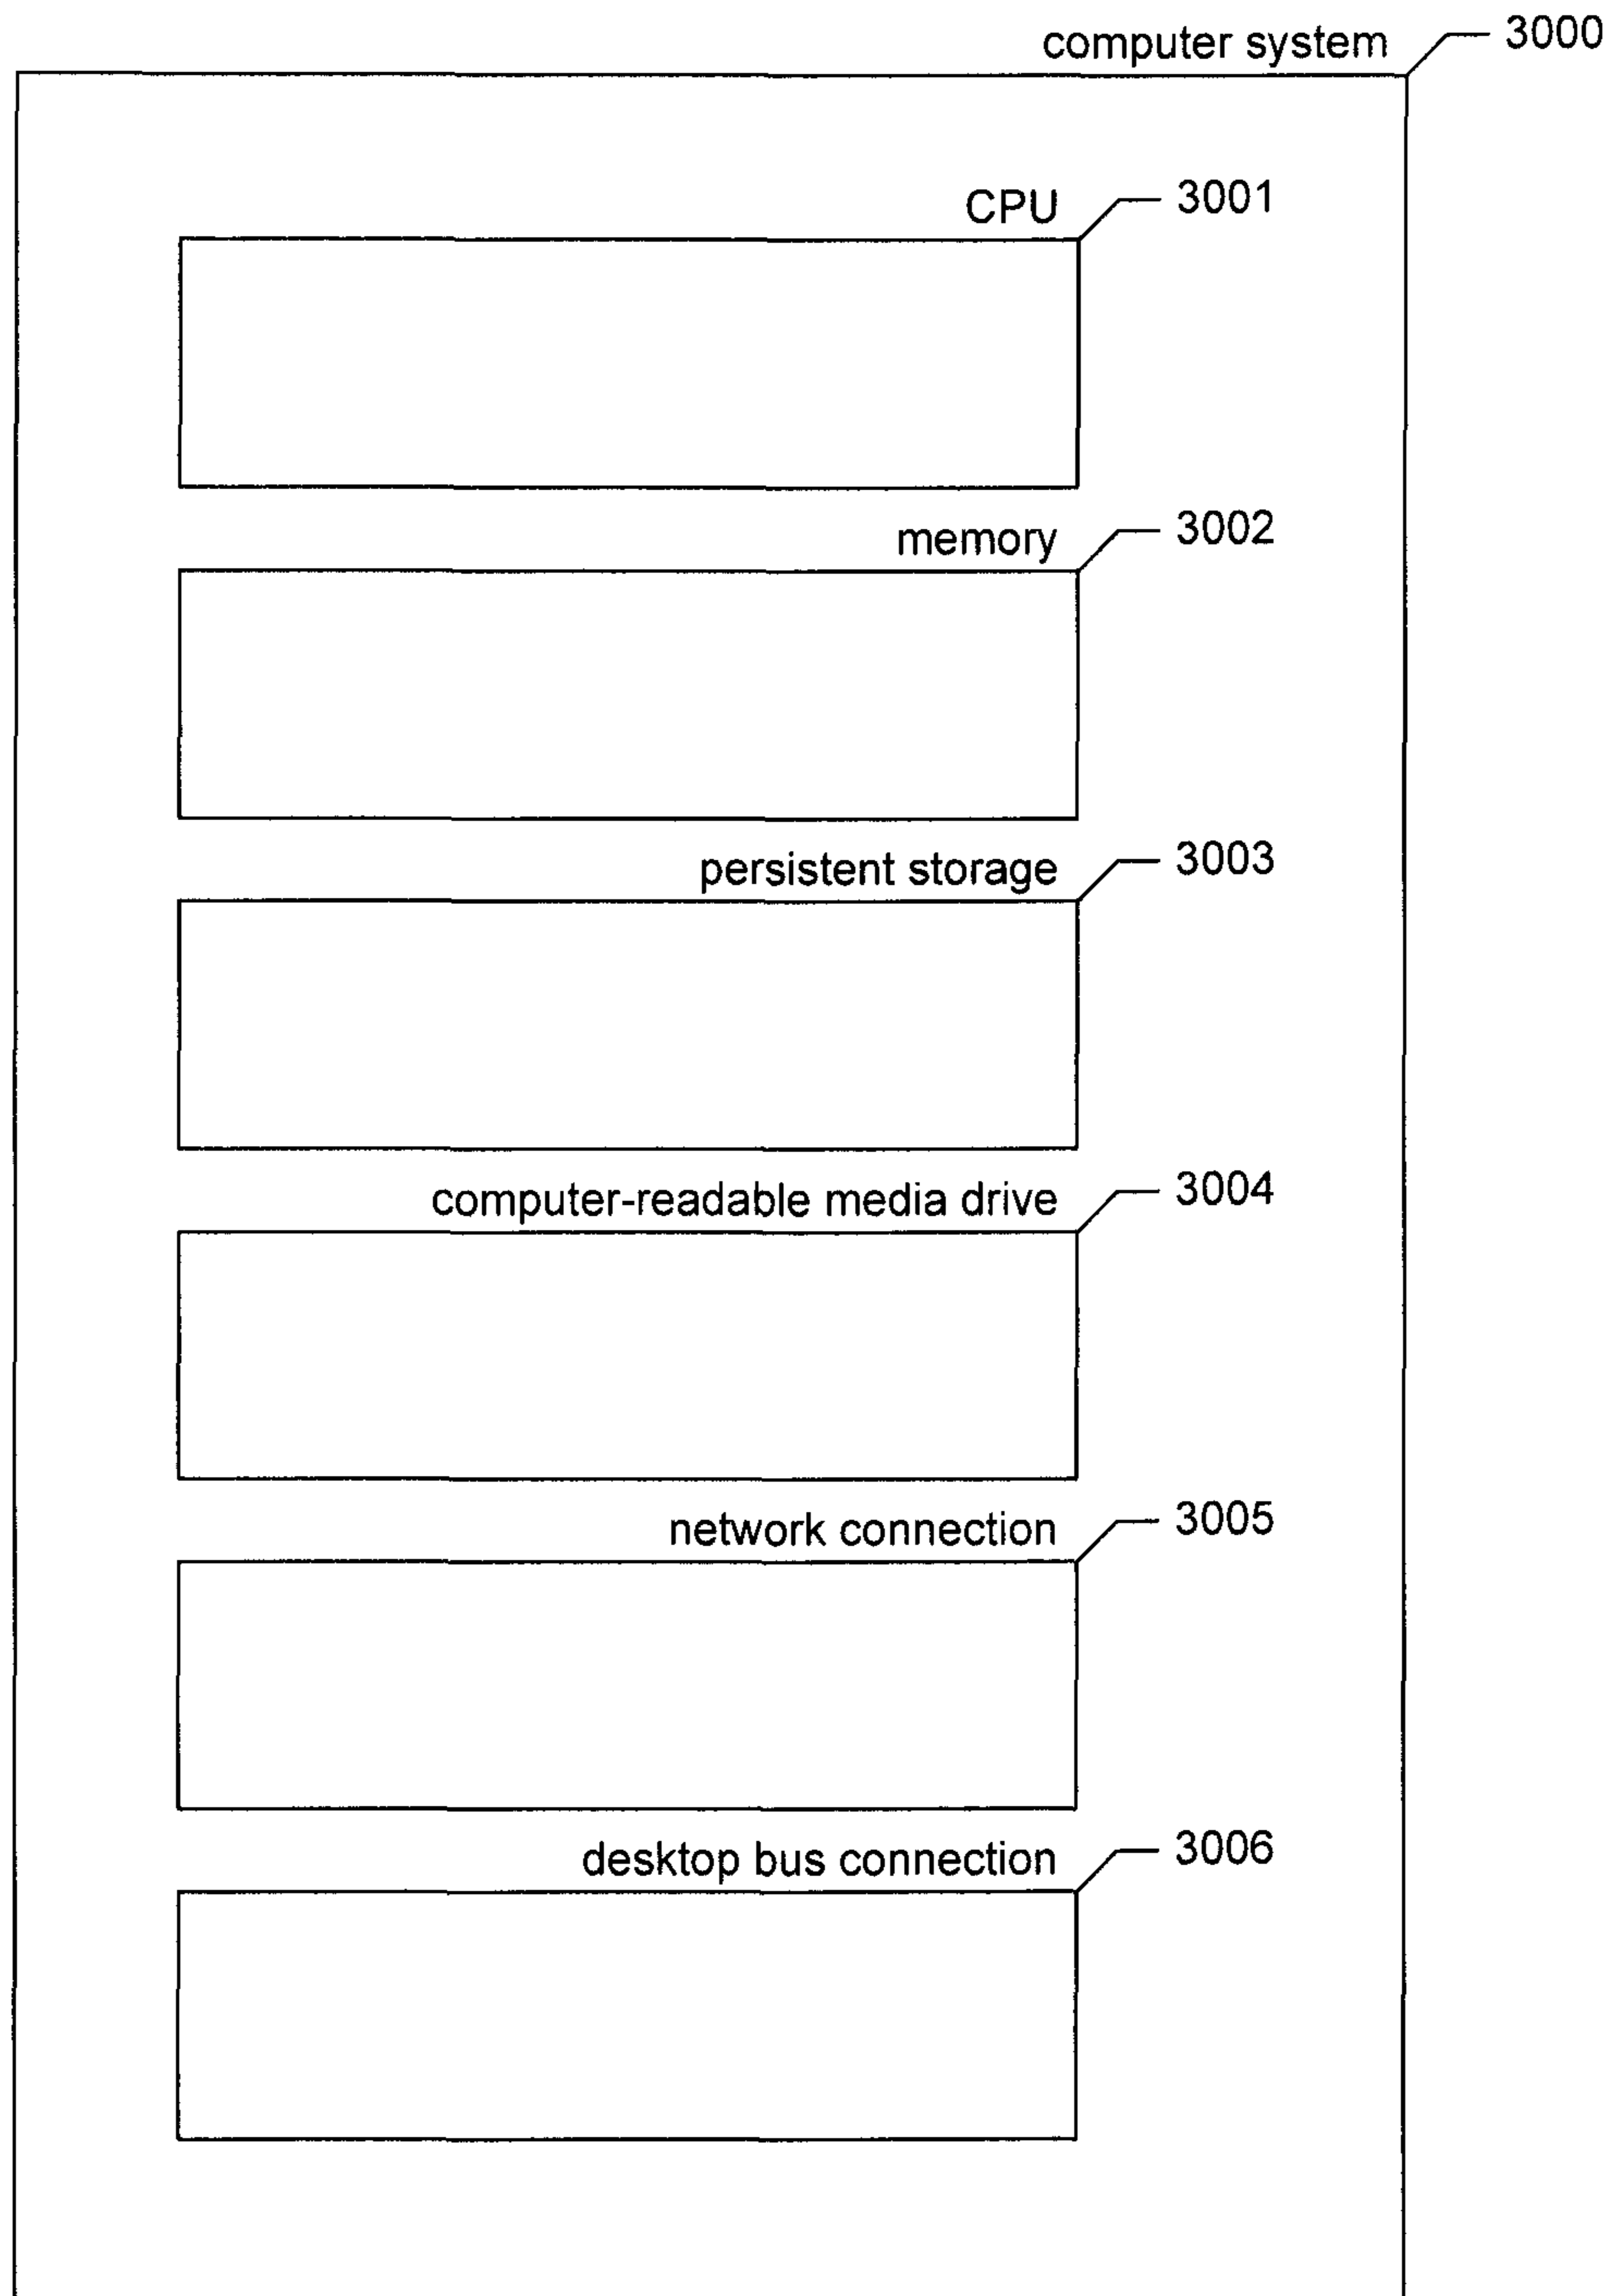 computer system 3000
CPU 3001
memory 3002
persistent storage 3003
computer-readable media drive 3004
network connection 3005
desktop bus connection 3006